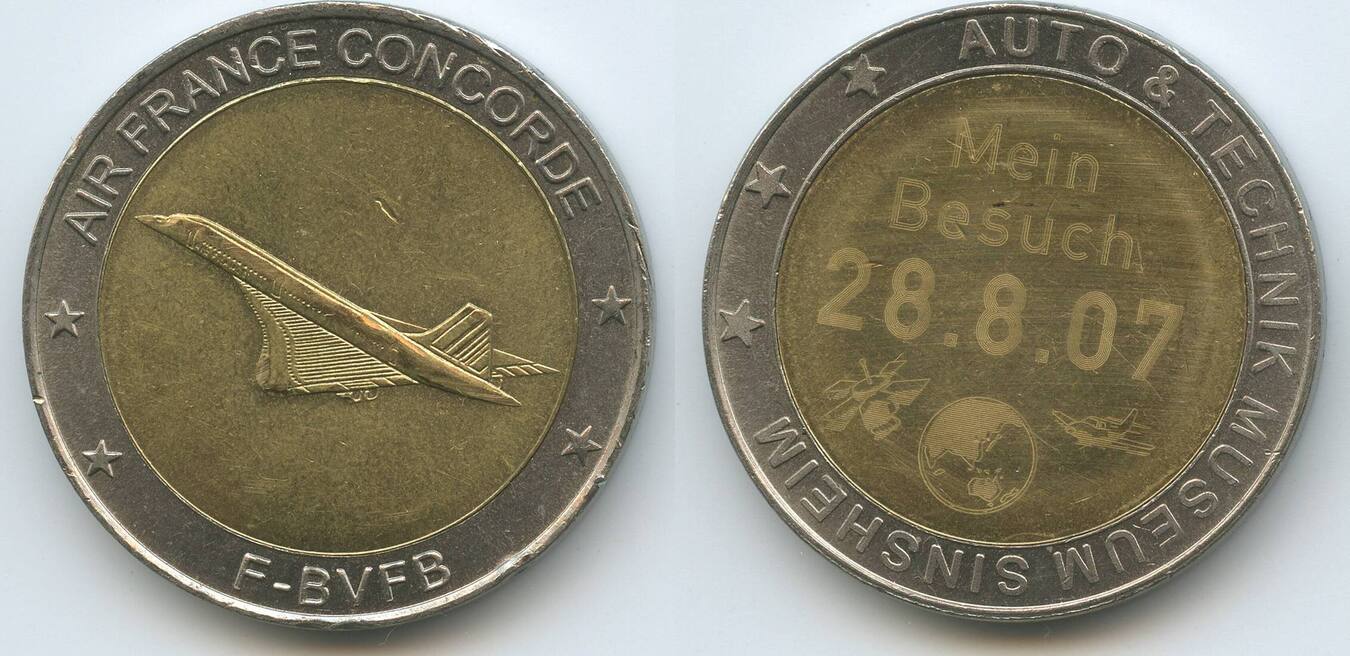 AIR FRANCE CONCORDE
F-BVFB
AUTO & TECHNIK MUSEUM SINSHEIM
Mein
Besuch
28.8.07